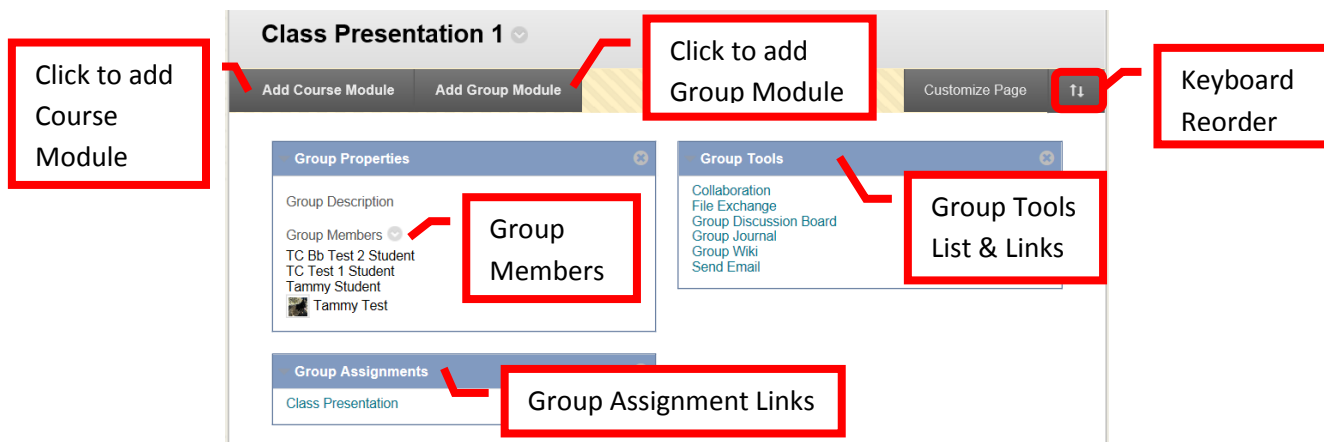 Class Presentation 1
Click to add
Course
Module
Click to add
Group Module
Keyboard
Reorder
Add Course Module
Add Group Module
Customize Page
Group Properties
Group Description
Group Members
TC Bb Test 2 Student
TC Test 1 Student
Tammy Student
Tammy Test
Group
Members
Group Tools
Collaboration
File Exchange
Group Discussion Board
Group Journal
Group Wiki
Send Email
Group Tools
List & Links
Group Assignments
Class Presentation
Group Assignment Links